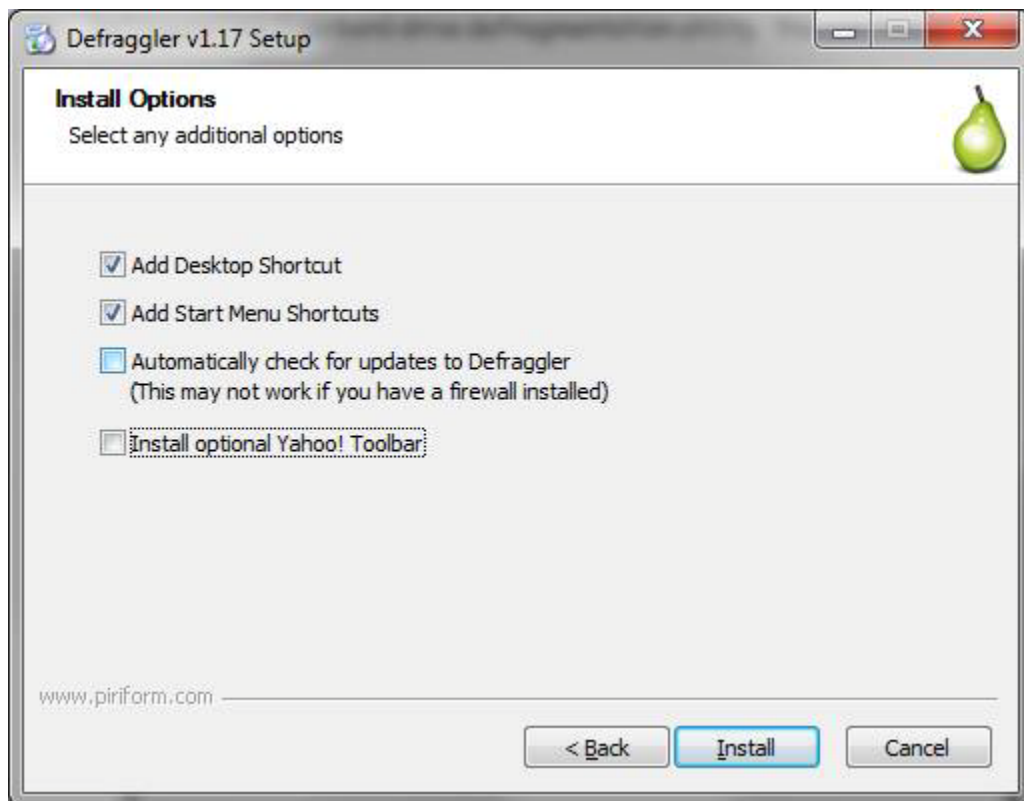 Defraggler v1.17 Setup
Install Options
Select any additional options
Add Desktop Shortcut
Add Start Menu Shortcuts
Automatically check for updates to Defraggler
(This may not work if you have a firewall installed)
Install optional Yahoo! Toolbar
www.piriform.com
< Back
Install
Cancel